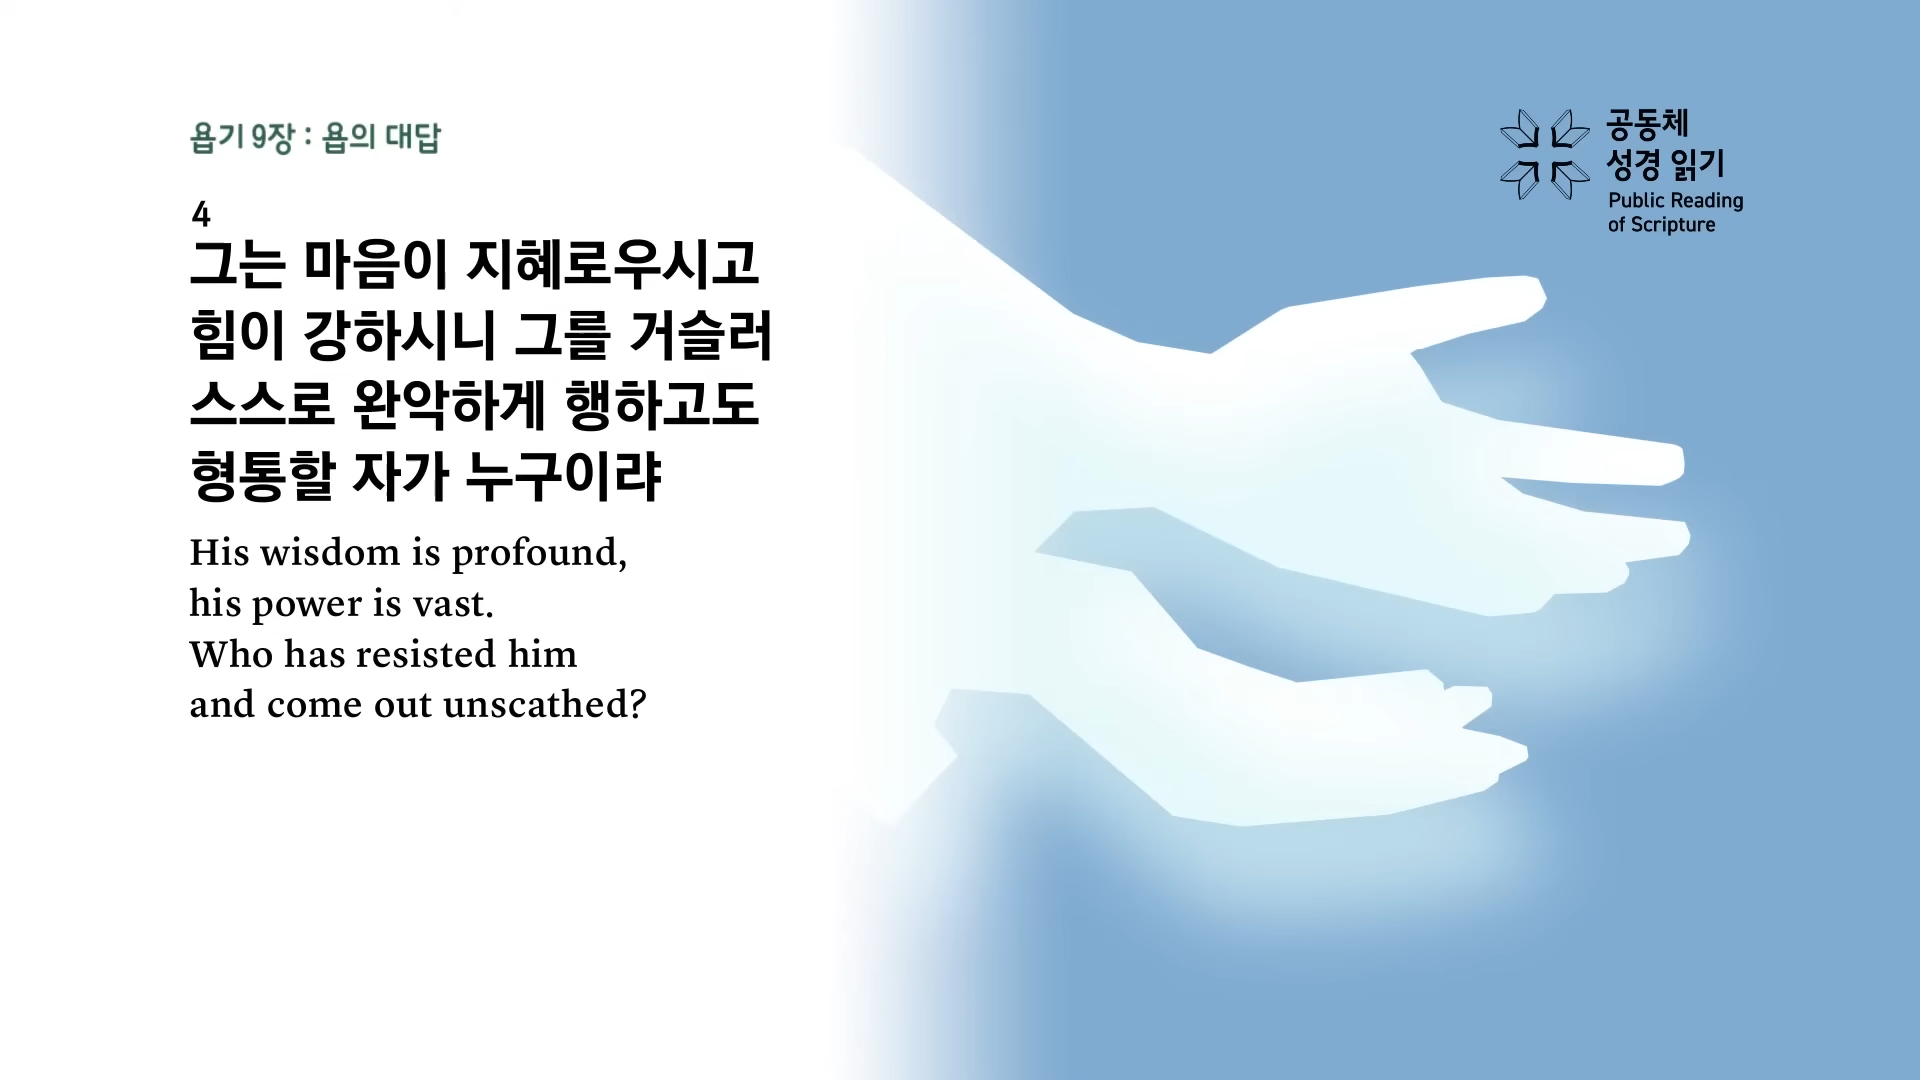 욥기 9장 : 욥의 대답
4
그는 마음이 지혜로우시고
힘이 강하시니 그를 거슬러
스스로 완악하게 행하고도
형통할 자가 누구이랴
His wisdom is profound,
his power is vast.
Who has resisted him
and come out unscathed?
공동체
성경 읽기
Public Reading
of Scripture